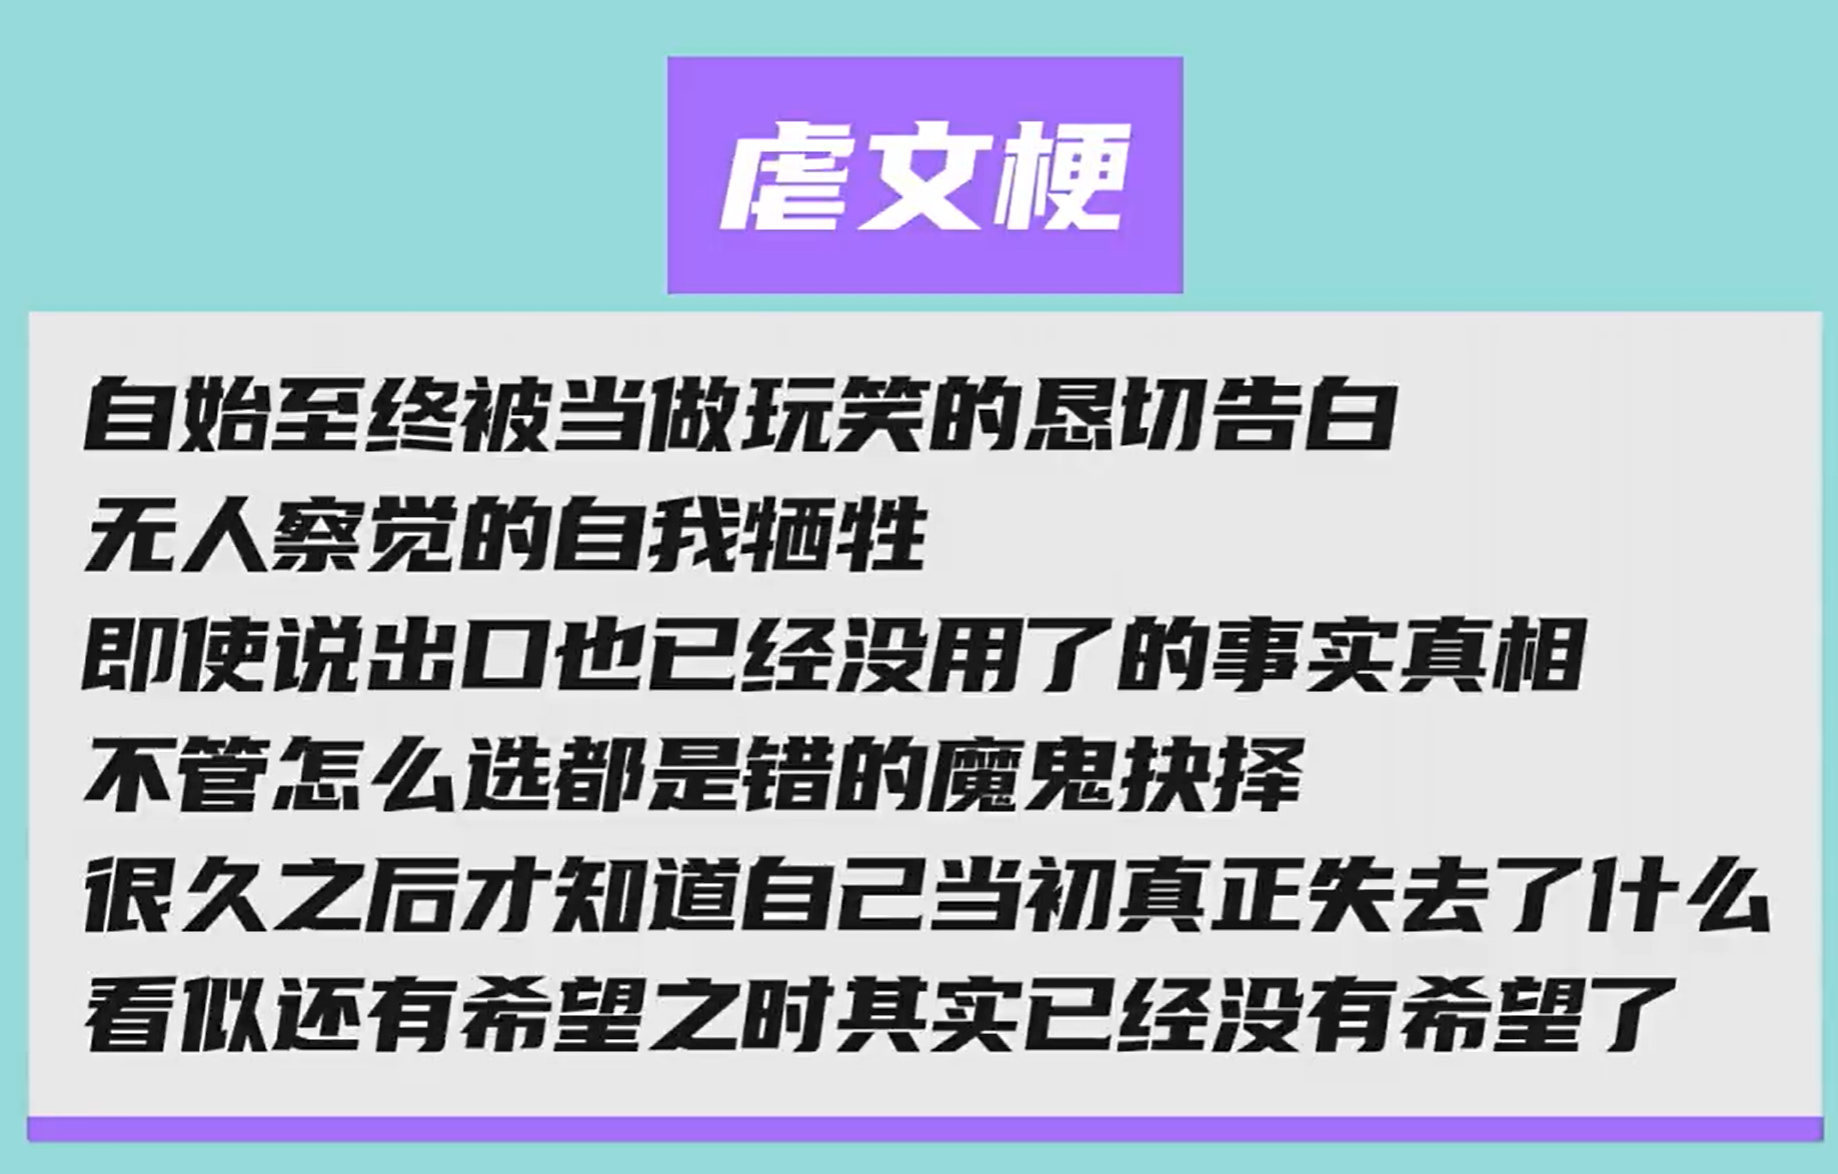 虐文梗
自始至终被当做玩笑的恳切告白
无人察觉的自我牺牲
即使说出口也已经没用了的事实真相
不管怎么选都是错的魔鬼抉择
很久之后才知道自己当初真正失去了什么
看似还有希望之时其实已经没有希望了